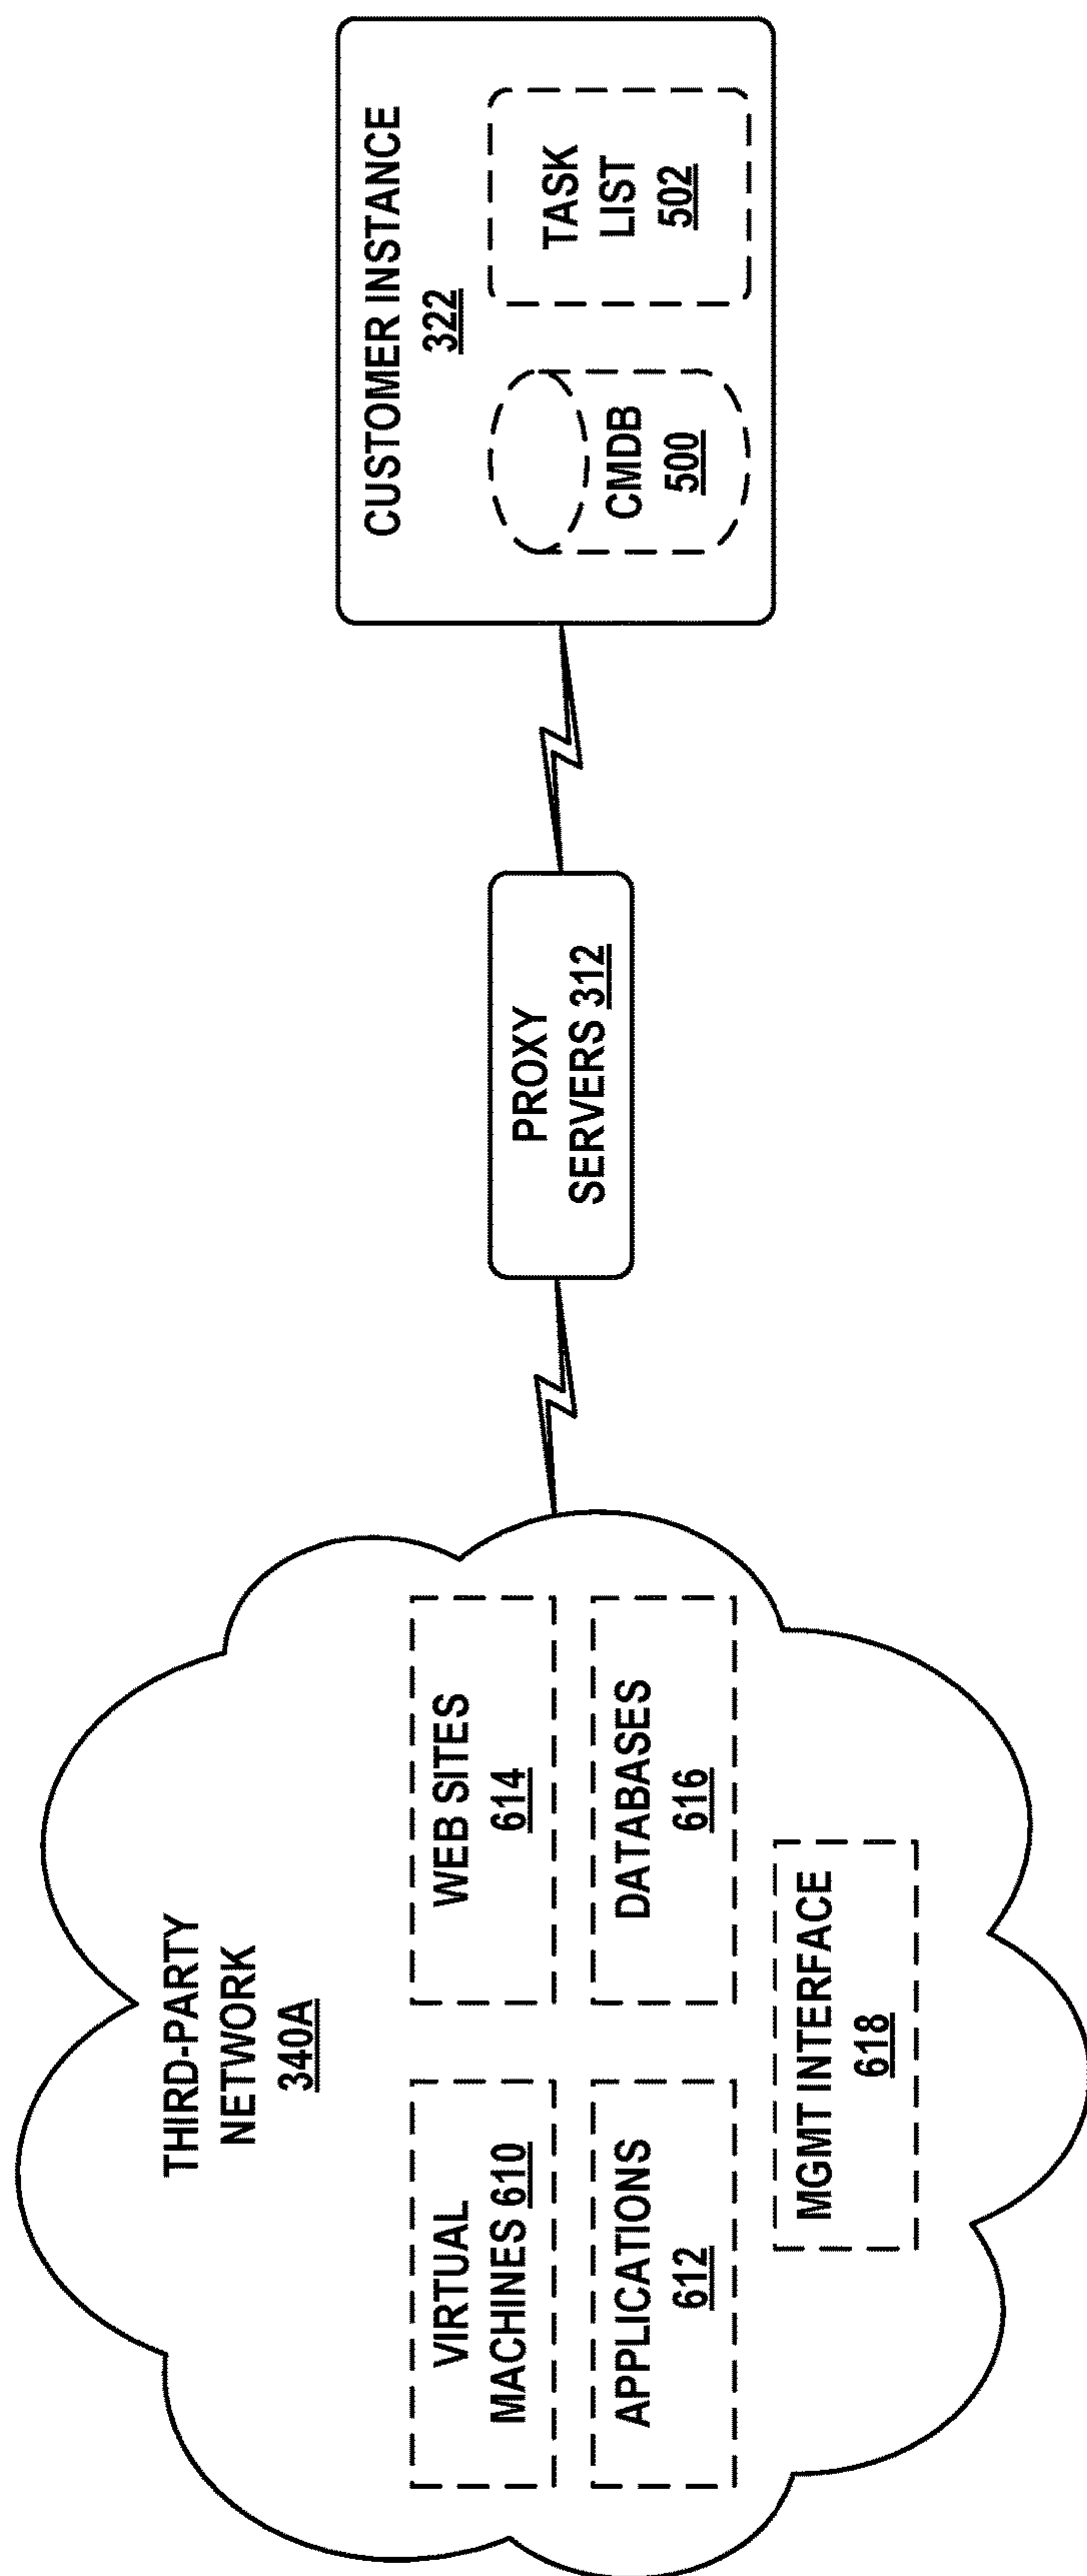 THIRD-PARTY
NETWORK
340A
VIRTUAL
MACHINES 610
WEB SITES
614
APPLICATIONS
612
DATABASES
616
MGMT INTERFACE
618
PROXY
SERVERS 312
CUSTOMER INSTANCE
322
CMDB
500
TASK
LIST
502